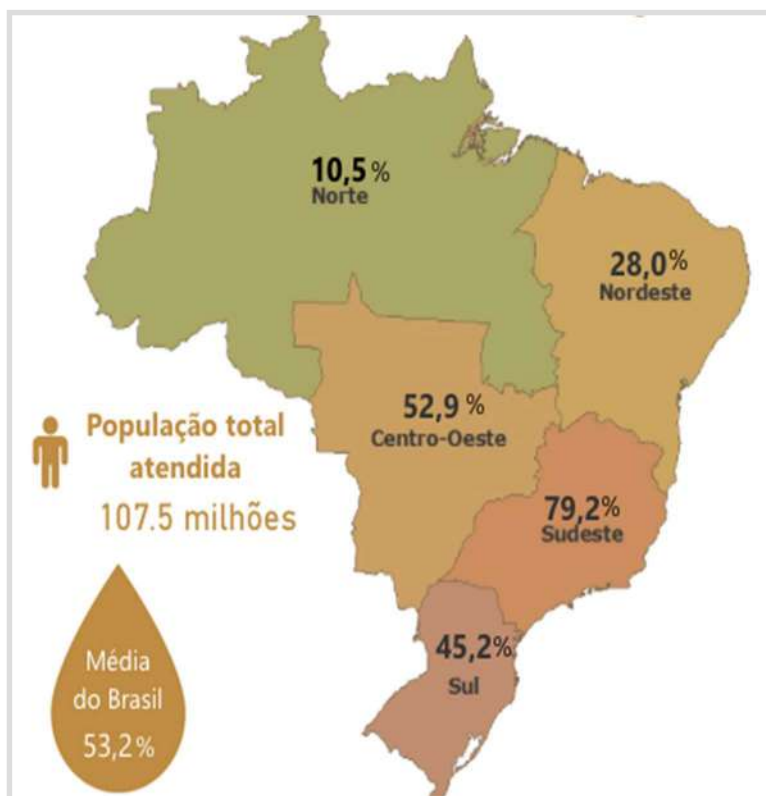 10,5 %
Norte
28,0%
Nordeste
52,9 %
Centro-Oeste
População total
atendida
107.5 milhões
79,2%
Sudeste
Média
do Brasil
53,2%
45,2%
Sul